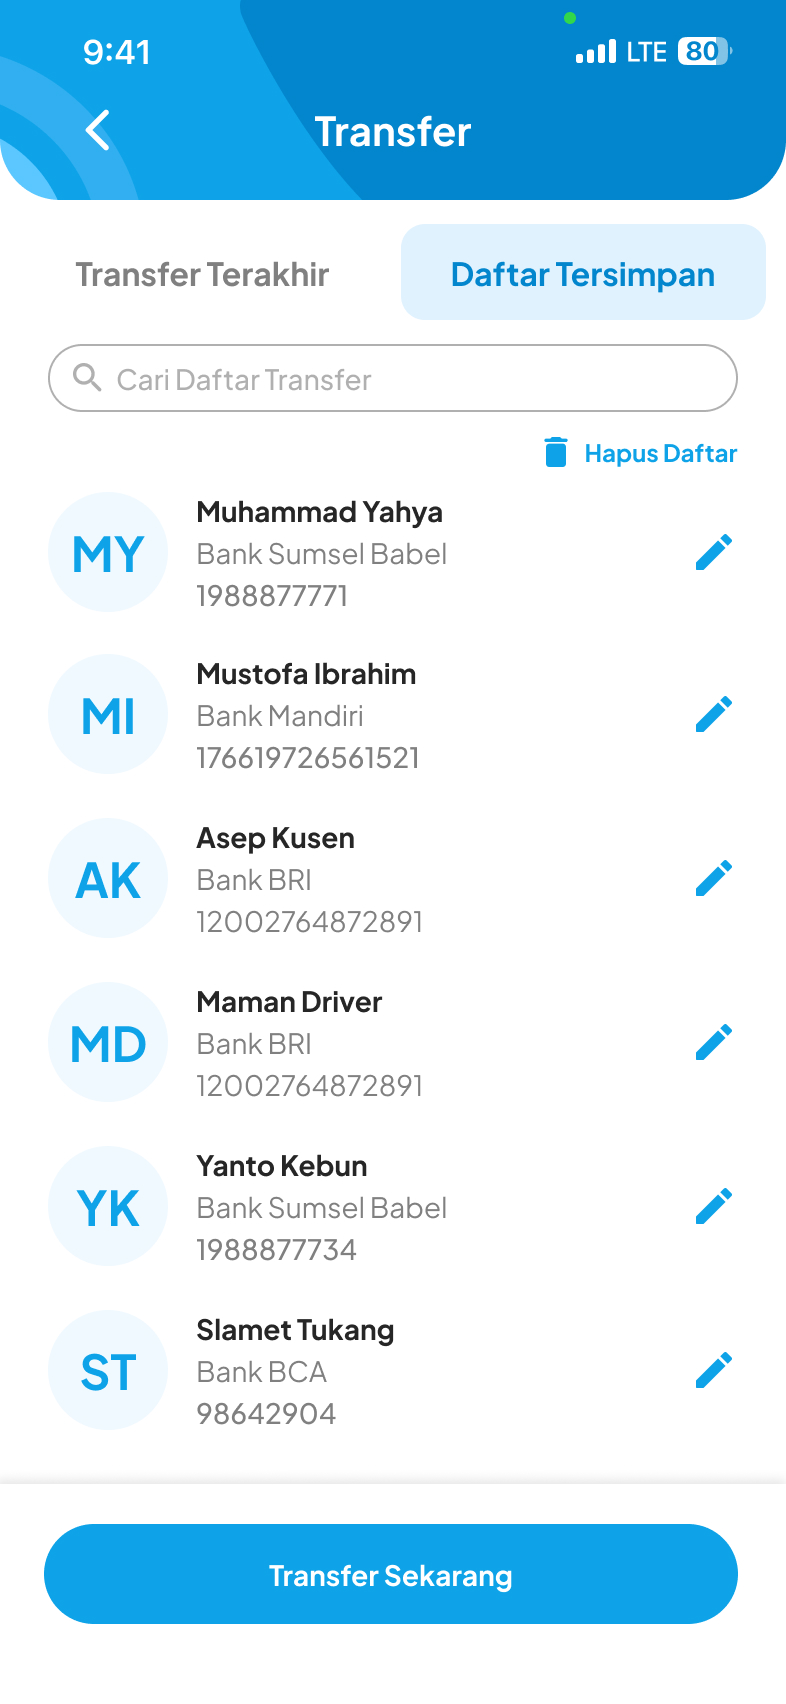 9:41
LTE 80
Transfer
Transfer Terakhir
Daftar Tersimpan
Cari Daftar Transfer
Hapus Daftar
MY
Muhammad Yahya
Bank Sumsel Babel
1988877771
MI
Mustofa Ibrahim
Bank Mandiri
176619726561521
AK
Asep Kusen
Bank BRI
12002764872891
MD
Maman Driver
Bank BRI
12002764872891
YK
Yanto Kebun
Bank Sumsel Babel
1988877734
ST
Slamet Tukang
Bank BCA
98642904
Transfer Sekarang